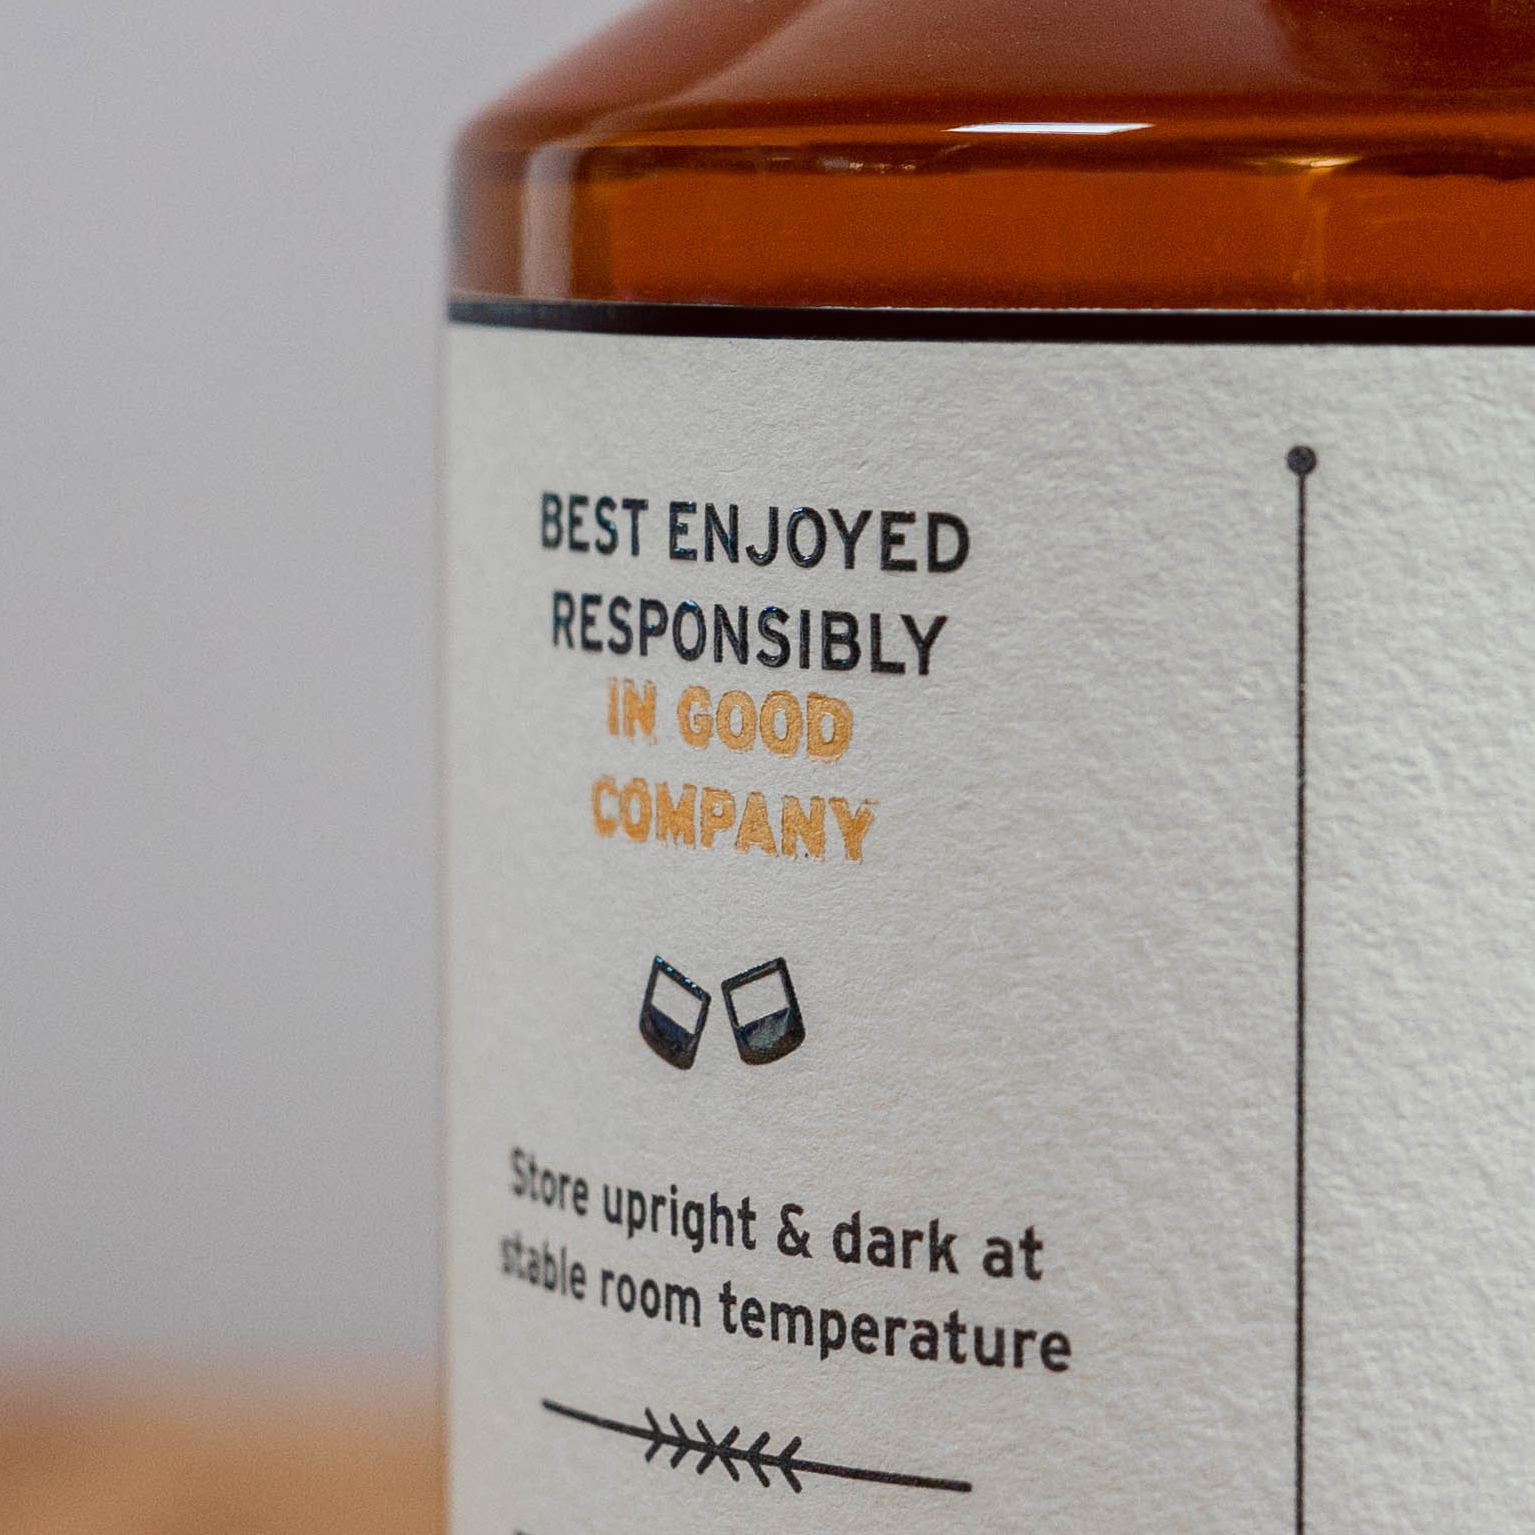 BEST ENJOYED
RESPONSIBLY
IN GOOD
COMPANY
Store upright & dark at
stable room temperature